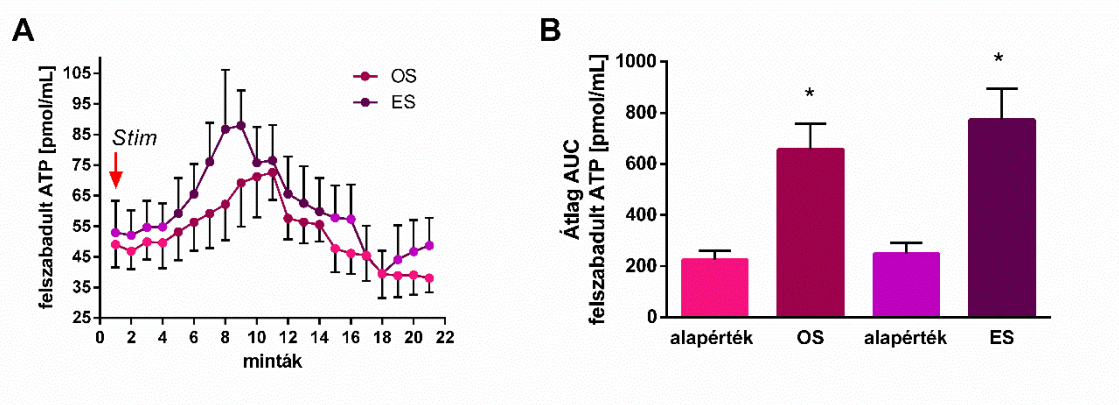 A
felszabadult ATP [pmol/mL]
105
95
85
75
65
55
45
35
25
Stim
OS
ES
0 2 4 6 8 10 12 14 16 18 20 22
minták
B
Átlag AUC
felszabadult ATP [pmol/mL]
1000
800
600
400
200
0
* *
alapérték OS alapérték ES